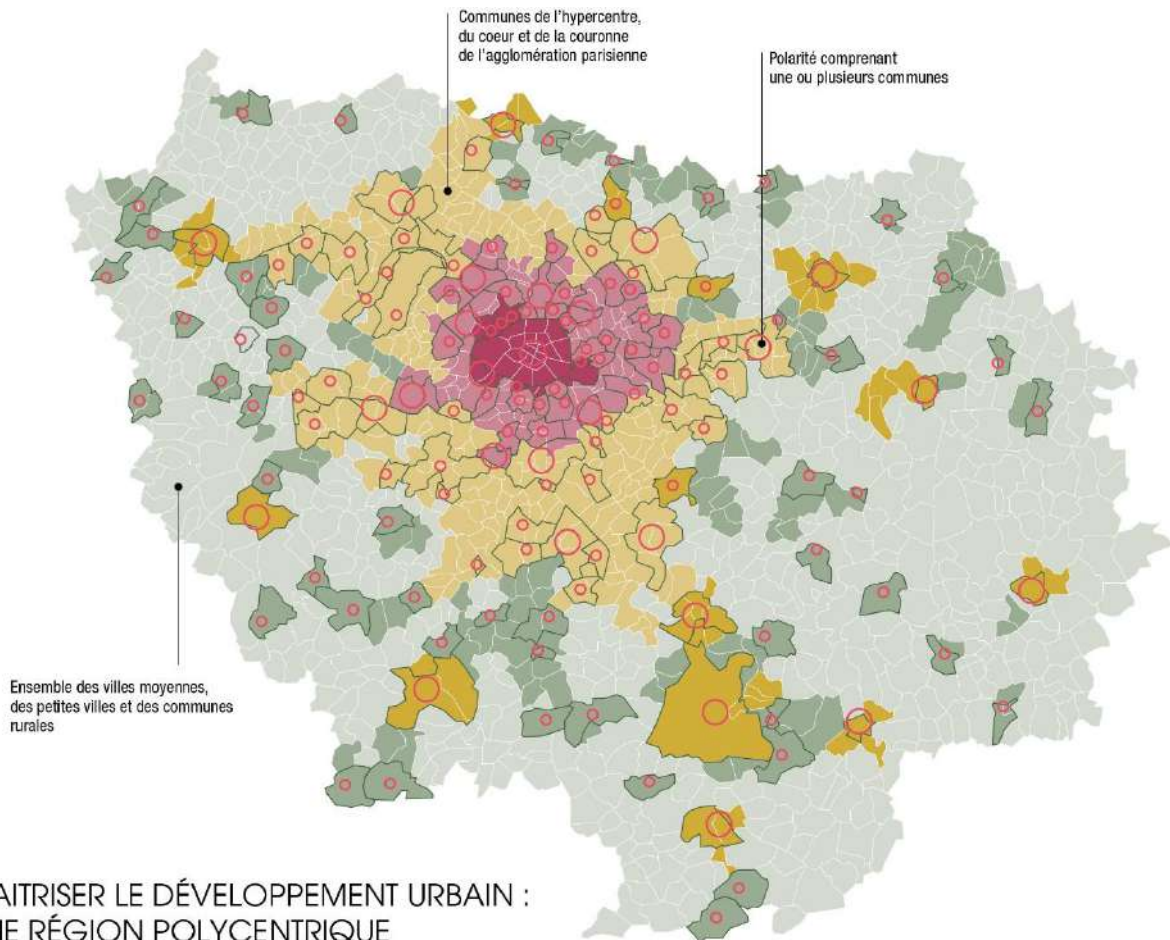 Communes de l'hypercentre,
du coeur et de la couronne
de l'agglomération parisienne
Polarité comprenant
une ou plusieurs communes
Ensemble des villes moyennes,
des petites villes et des communes
rurales
AITRISER LE DÉVELOPPEMENT URBAIN :
NE RÉGION POLYCENTRIQUE